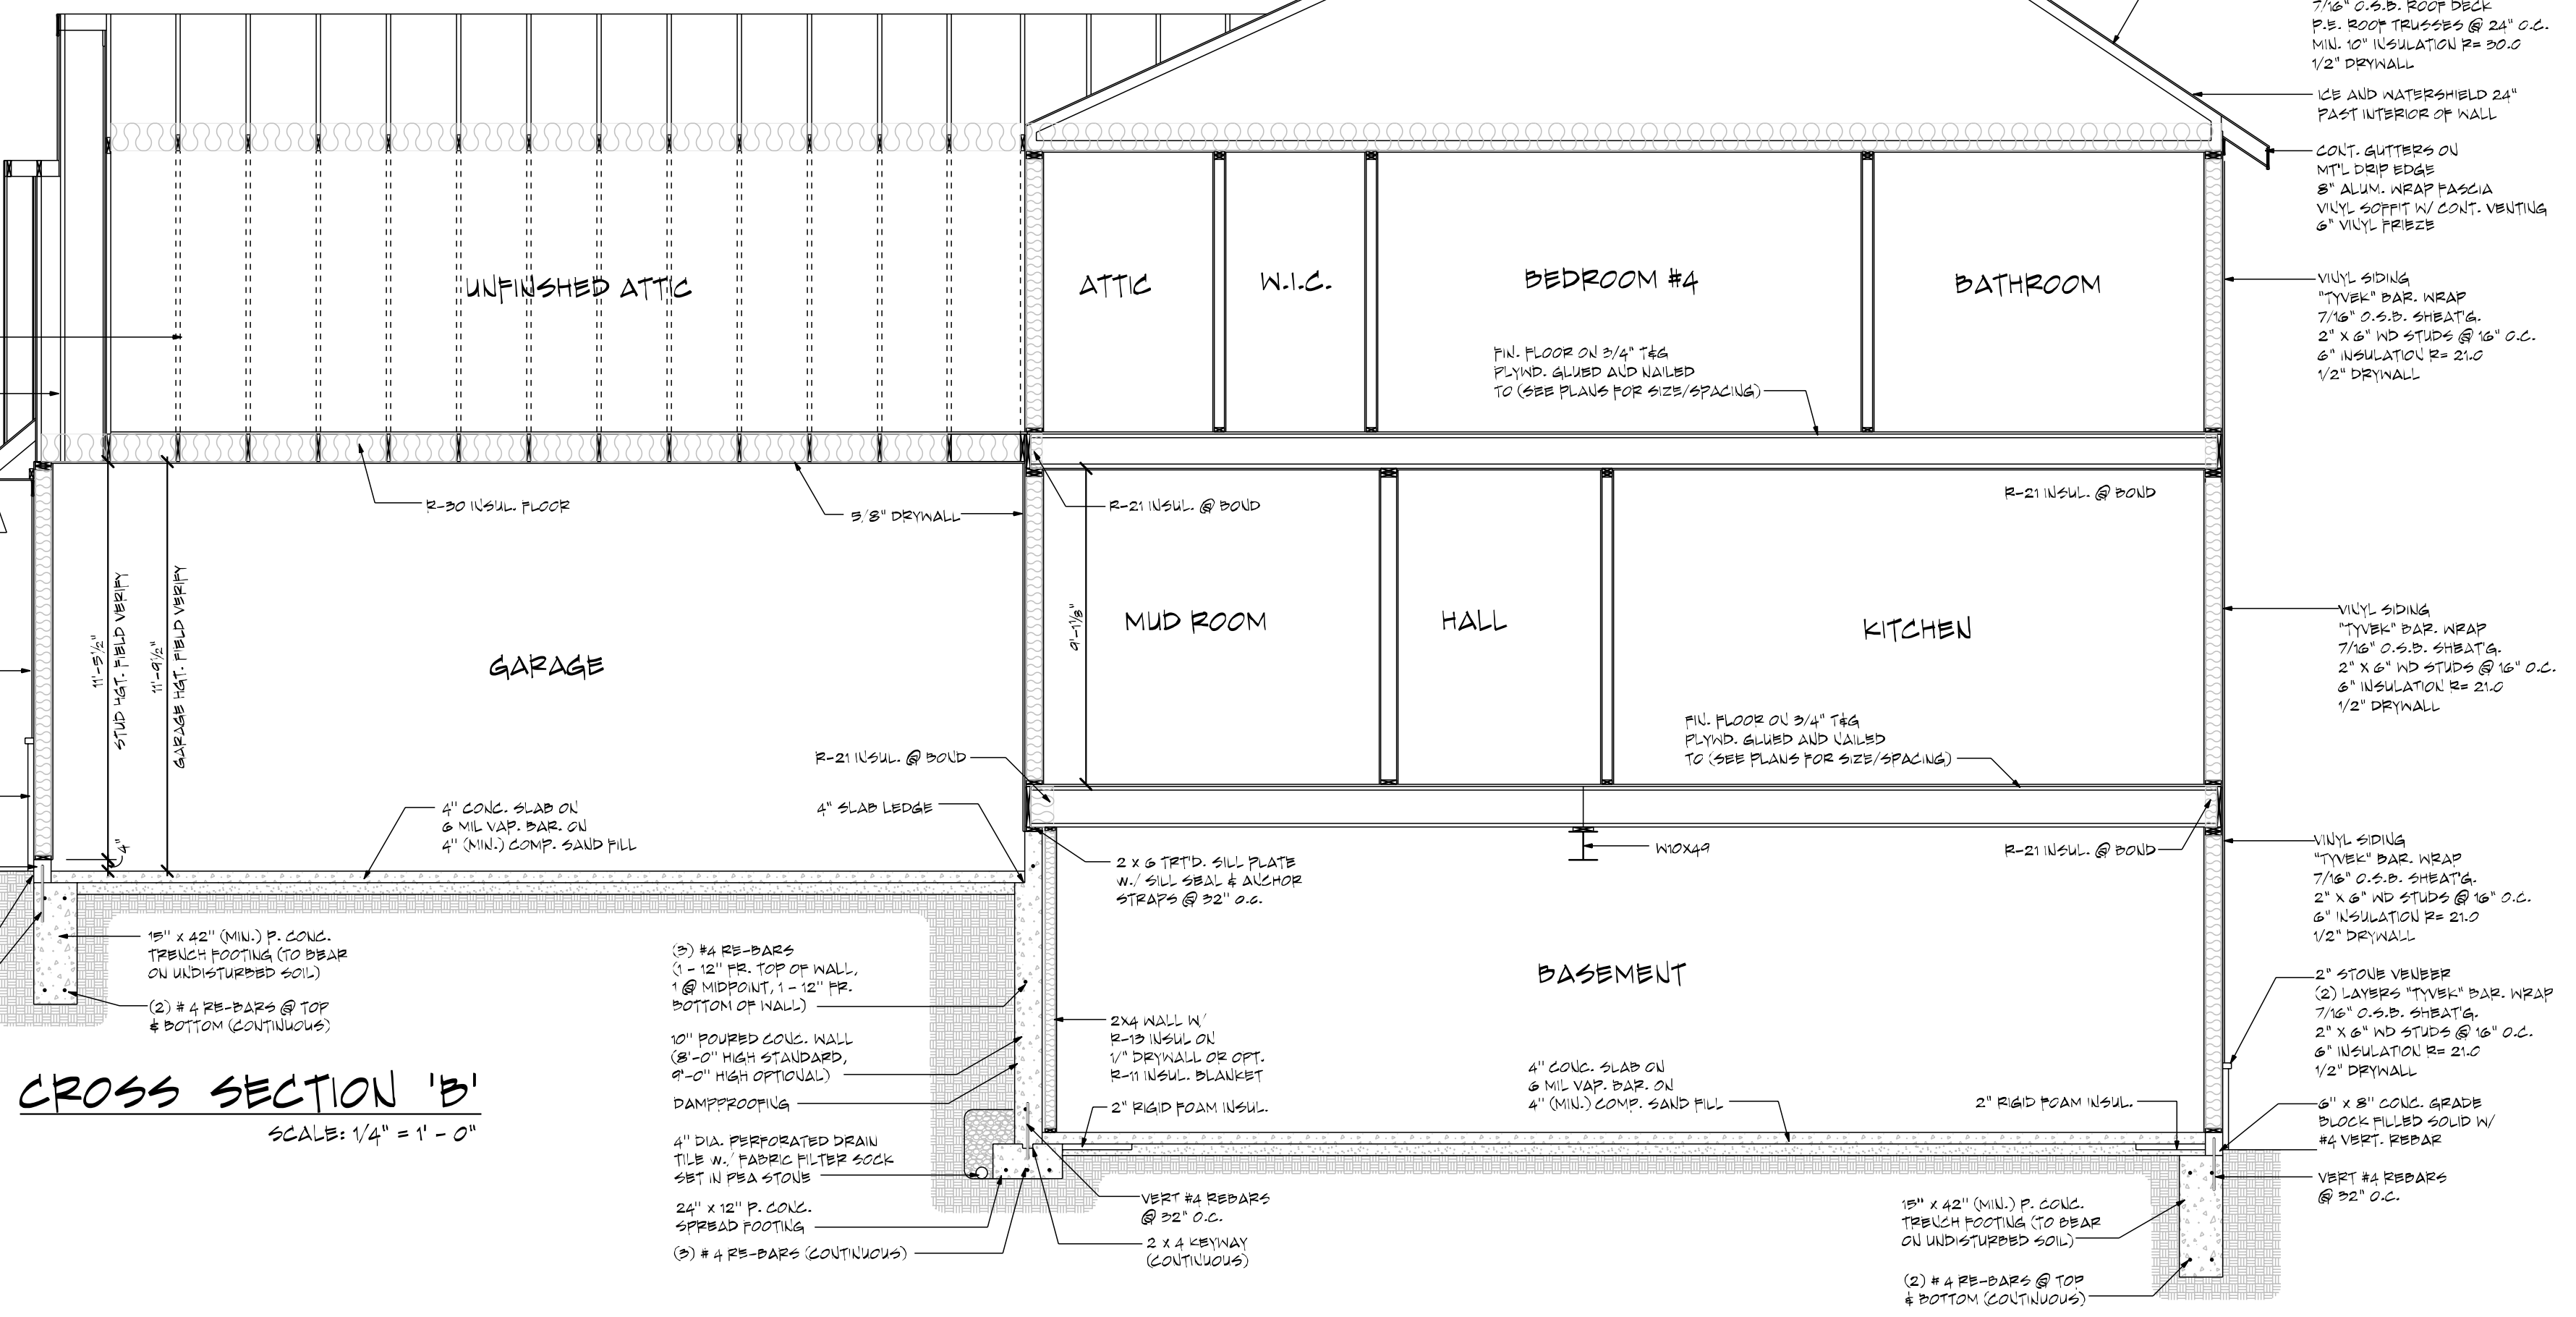 7/16" O.S.B. ROOF DECK
P.E. ROOF TRUSSES @ 24" O.C.
MIN. 10" INSULATION R= 30.0
1/2" DRYWALL
ICE AND WATERSHIELD 24"
PAST INTERIOR OF WALL
CONT. GUTTERS ON
MT'L DRIP EDGE
8" ALUM. WRAP FASCIA
VINYL SOFFIT W/ CONT. VENTING
6" VINYL FRIEZE
UNFINSHED ATTIC
ATTIC
W.I.C.
BEDROOM #4
BATHROOM
VINYL SIDING
"TYVEK" BAR. WRAP
7/16" O.S.B. SHEAT'G.
2" X 6" WD STUDS @ 16" O.C.
6" INSULATION R= 21.0
1/2" DRYWALL
FIN. FLOOR ON 3/4" T&G
PLYWD. GLUED AND NAILED
TO (SEE PLANS FOR SIZE/SPACING)
R-30 INSUL. FLOOR
5/8" DRYWALL
R-21 INSUL. @ BOND
R-21 INSUL. @ BOND
11'-5 1/2"
STUD HGT. FIELD VERIFY
11'-9 1/2"
GARAGE HGT. FIELD VERIFY
4"
GARAGE
9'-1 1/8"
MUD ROOM
HALL
KITCHEN
VINYL SIDING
"TYVEK" BAR. WRAP
7/16" O.S.B. SHEAT'G.
2" X 6" WD STUDS @ 16" O.C.
6" INSULATION R= 21.0
1/2" DRYWALL
FIN. FLOOR ON 3/4" T&G
PLYWD. GLUED AND NAILED
TO (SEE PLANS FOR SIZE/SPACING)
R-21 INSUL. @ BOND
4" SLAB LEDGE
4" CONC. SLAB ON
6 MIL VAP. BAR. ON
4" (MIN.) COMP. SAND FILL
2 X 6 TRT'D. SILL PLATE
W./ SILL SEAL & ANCHOR
STRAPS @ 32" O.C.
W10X49
R-21 INSUL. @ BOND
VINYL SIDING
"TYVEK" BAR. WRAP
7/16" O.S.B. SHEAT'G.
2" X 6" WD STUDS @ 16" O.C.
6" INSULATION R= 21.0
1/2" DRYWALL
15" X 42" (MIN.) P. CONC.
TRENCH FOOTING (TO BEAR
ON UNDISTURBED SOIL)
(2) # 4 RE-BARS @ TOP
& BOTTOM (CONTINUOUS)
(3) #4 RE-BARS
(1 - 12" FR. TOP OF WALL,
1 @ MIDPOINT, 1 - 12" FR.
BOTTOM OF WALL)
10" POURED CONC. WALL
(8'-0" HIGH STANDARD,
9'-0" HIGH OPTIONAL)
DAMPPROOFING
4" DIA. PERFORATED DRAIN
TILE W./ FABRIC FILTER SOCK
SET IN PEA STONE
24" X 12" P. CONC.
SPREAD FOOTING
(3) # 4 RE-BARS (CONTINUOUS)
BASEMENT
2X4 WALL W/
R-13 INSUL ON
1/" DRYWALL OR OPT.
R-11 INSUL. BLANKET
2" RIGID FOAM INSUL.
VERT #4 REBARS
@ 32" O.C.
2 X 4 KEYWAY
(CONTINUOUS)
4" CONC. SLAB ON
6 MIL VAP. BAR. ON
4" (MIN.) COMP. SAND FILL
2" RIGID FOAM INSUL.
2" STONE VENEER
(2) LAYERS "TYVEK" BAR. WRAP
7/16" O.S.B. SHEAT'G.
2" X 6" WD STUDS @ 16" O.C.
6" INSULATION R= 21.0
1/2" DRYWALL
6" X 8" CONC. GRADE
BLOCK FILLED SOLID W/
#4 VERT. REBAR
VERT #4 REBARS
@ 32" O.C.
15" X 42" (MIN.) P. CONC.
TRENCH FOOTING (TO BEAR
ON UNDISTURBED SOIL)
(2) # 4 RE-BARS @ TOP
& BOTTOM (CONTINUOUS)
CROSS SECTION 'B'
SCALE: 1/4" = 1' - 0"